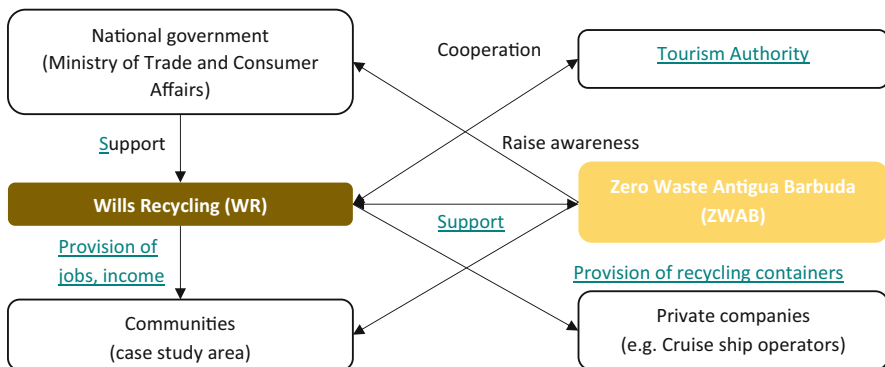 National government
(Ministry of Trade and Consumer
Affairs)
Cooperation
Tourism Authority
Support
Raise awareness
Wills Recycling (WR)
Zero Waste Antigua Barbuda
(ZWAB)
Support
Provision of
jobs, income
Provision of recycling containers
Communities
(case study area)
Private companies
(e.g. Cruise ship operators)